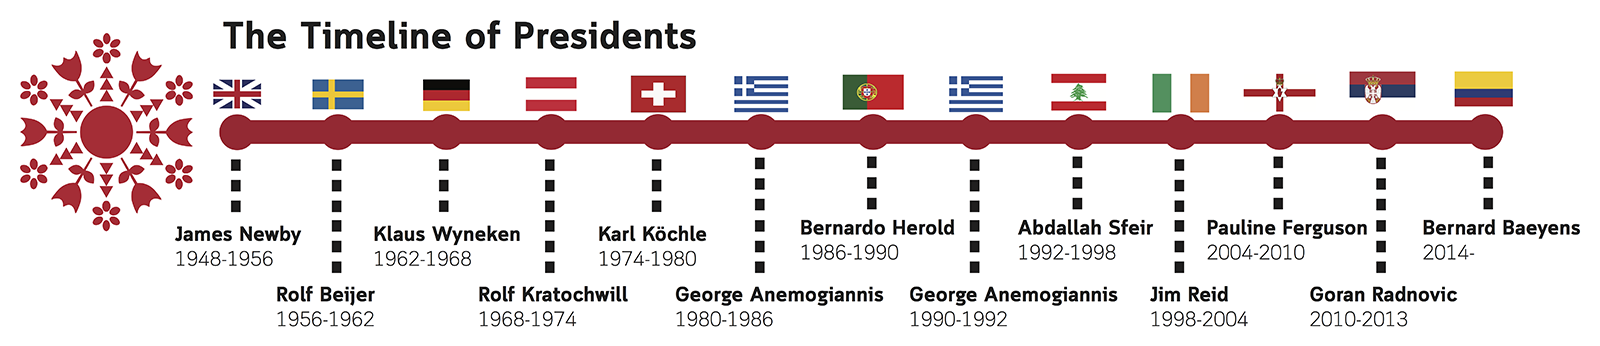 The Timeline of Presidents
James Newby
1948-1956
Rolf Beijer
1956-1962
Klaus Wyneken
1962-1968
Rolf Kratochwill
1968-1974
Karl Köchle
1974-1980
George Anemogiannis
1980-1986
Bernardo Herold
1986-1990
George Anemogiannis
1990-1992
Abdallah Sfeir
1992-1998
Jim Reid
1998-2004
Pauline Ferguson
2004-2010
Goran Radnovic
2010-2013
Bernard Baeyens
2014-